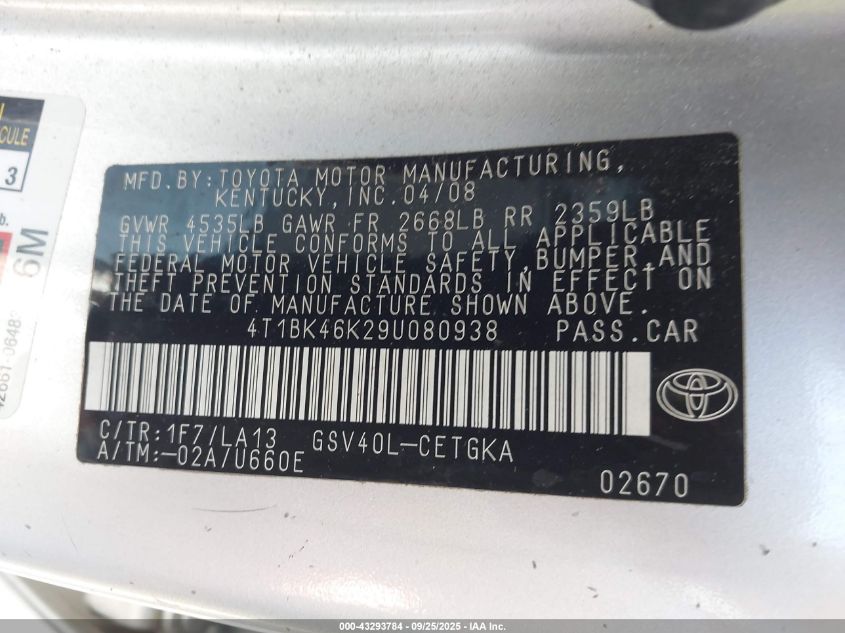 MFD.BY:TOYOTA MOTOR MANUFACTURING,
KENTUCKY,INC.04/08
GVWR 4535LB GAWR FR 2668LB RR 2359LB
THIS VEHICLE CONFORMS TO ALL APPLICABLE
FEDERAL MOTOR VEHICLE SAFETY,BUMPER,AND
THEFT PREVENTION STANDARDS IN EFFECT ON
THE DATE OF MANUFACTURE SHOWN ABOVE.
4T1BK46K29U080938 PASS.CAR
C/TR:1F7/LA13 GSV40L-CETGKA
A/TM:-02A/U660E
02670
CULE
3
b.
6M
000-43293784 - 09/25/2025 - IAA Inc.